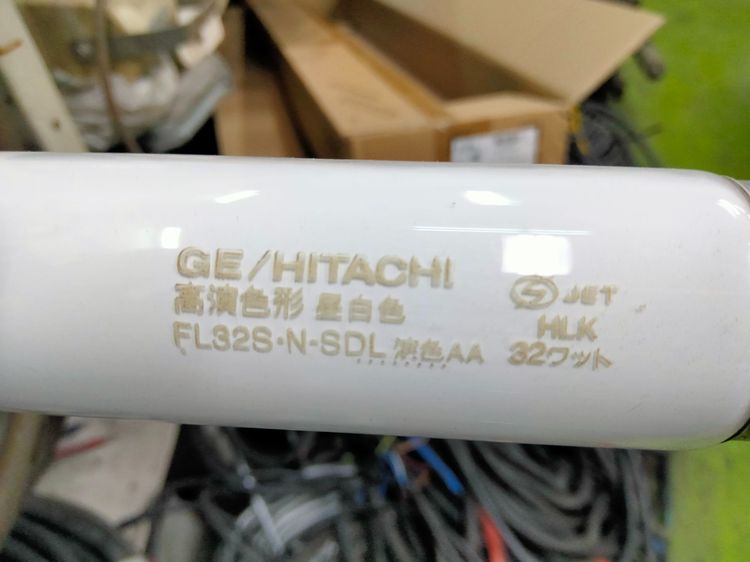 GE/HITACHI
高演色形 昼白色
FL32S·N-SDL 演色AA
JET
HLK
32ワット